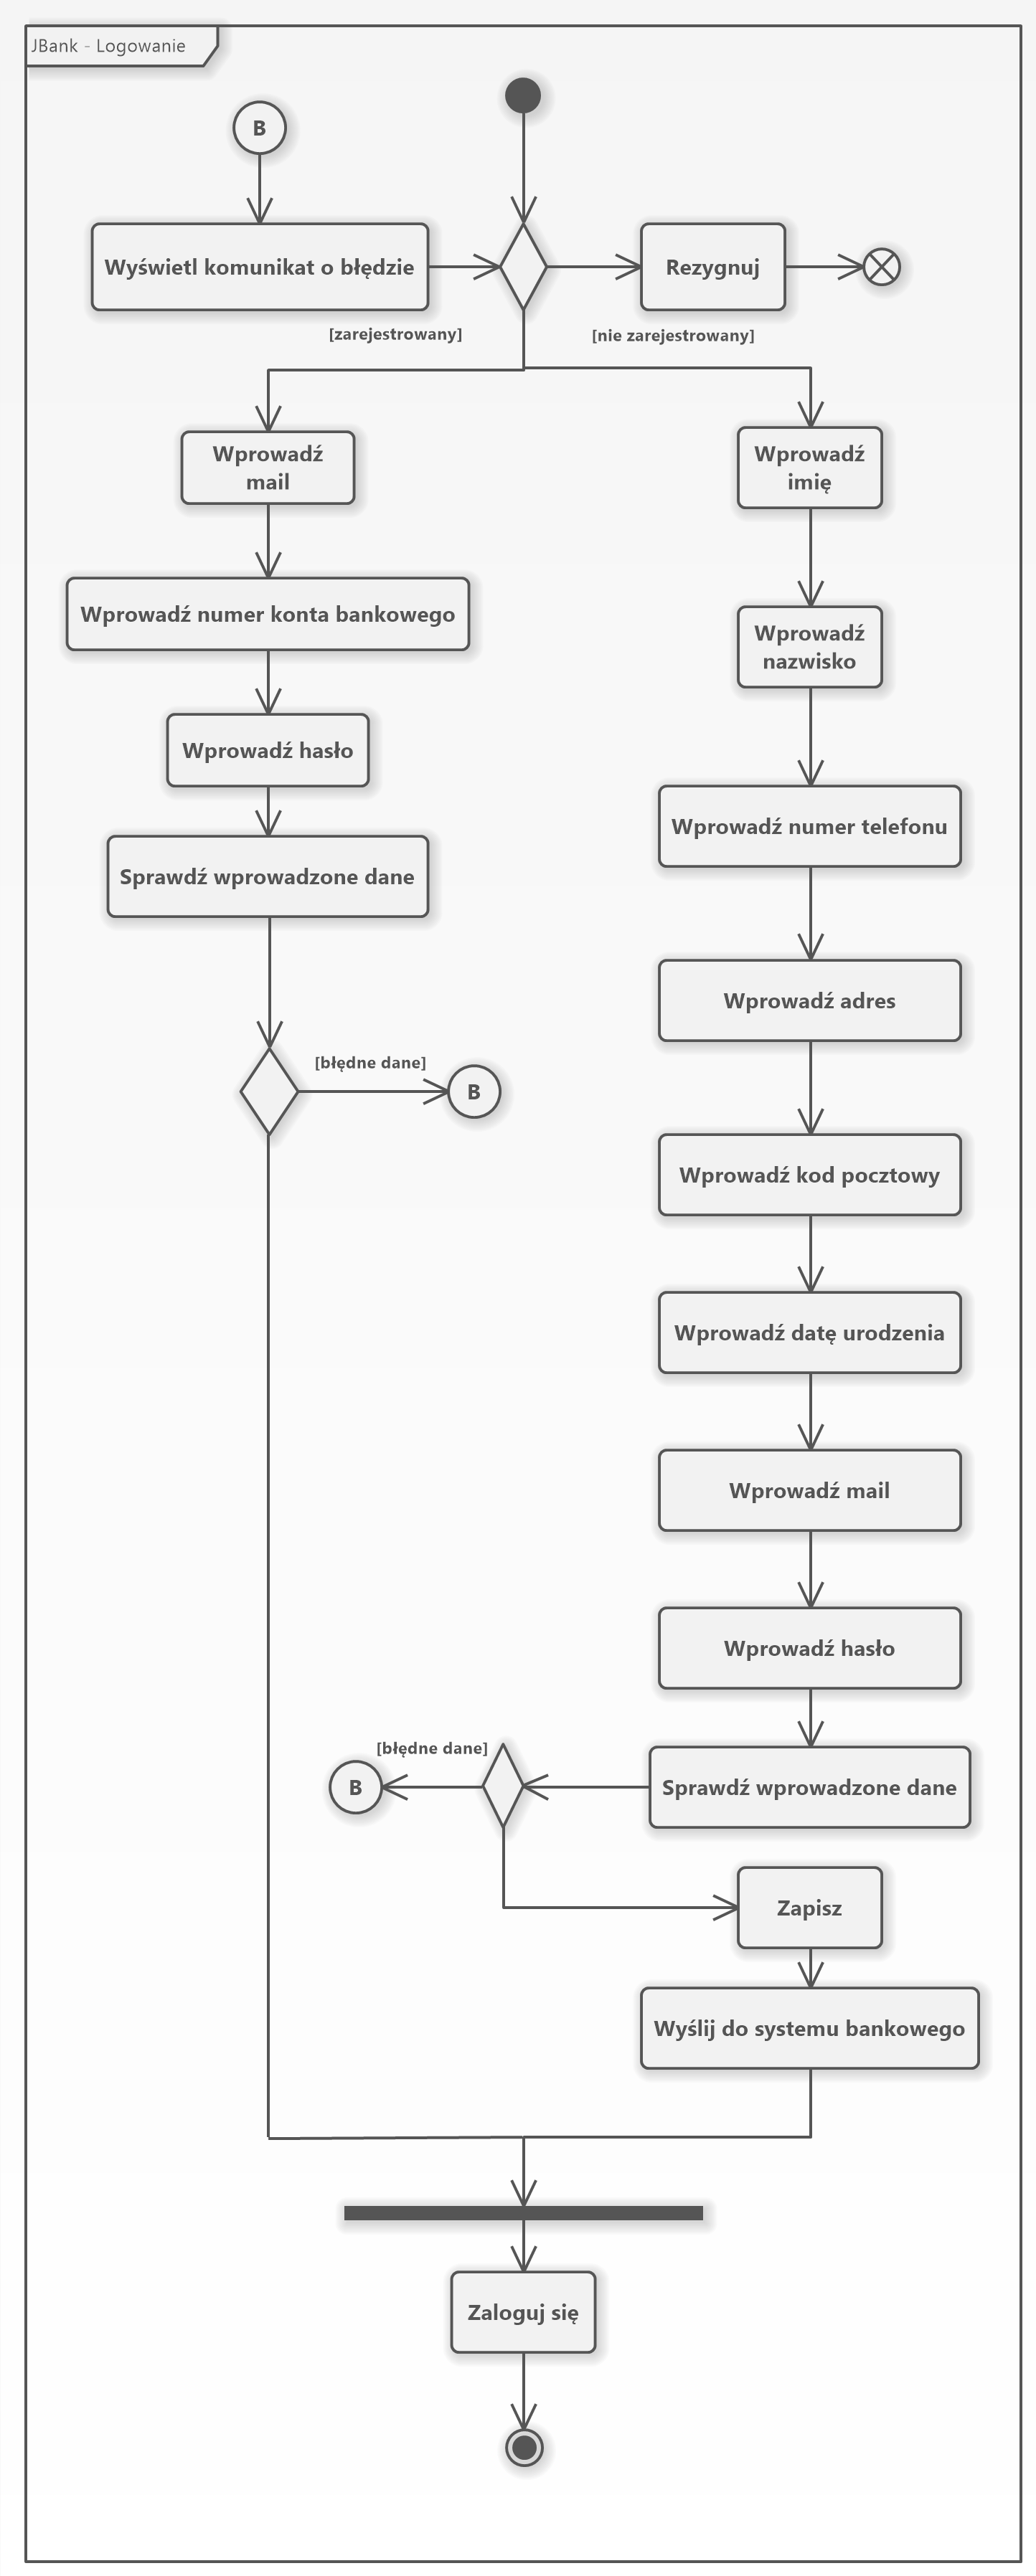 JBank - Logowanie
B
Wyświetl komunikat o błędzie
Rezygnuj
[zarejestrowany]
[nie zarejestrowany]
Wprowadź
mail
Wprowadź numer konta bankowego
Wprowadź hasło
Sprawdź wprowadzone dane
[błędne dane]
B
Wprowadź
imię
Wprowadź
nazwisko
Wprowadź numer telefonu
Wprowadź adres
Wprowadź kod pocztowy
Wprowadź datę urodzenia
Wprowadź mail
Wprowadź hasło
Sprawdź wprowadzone dane
[błędne dane]
B
Zapisz
Wyślij do systemu bankowego
Zaloguj się